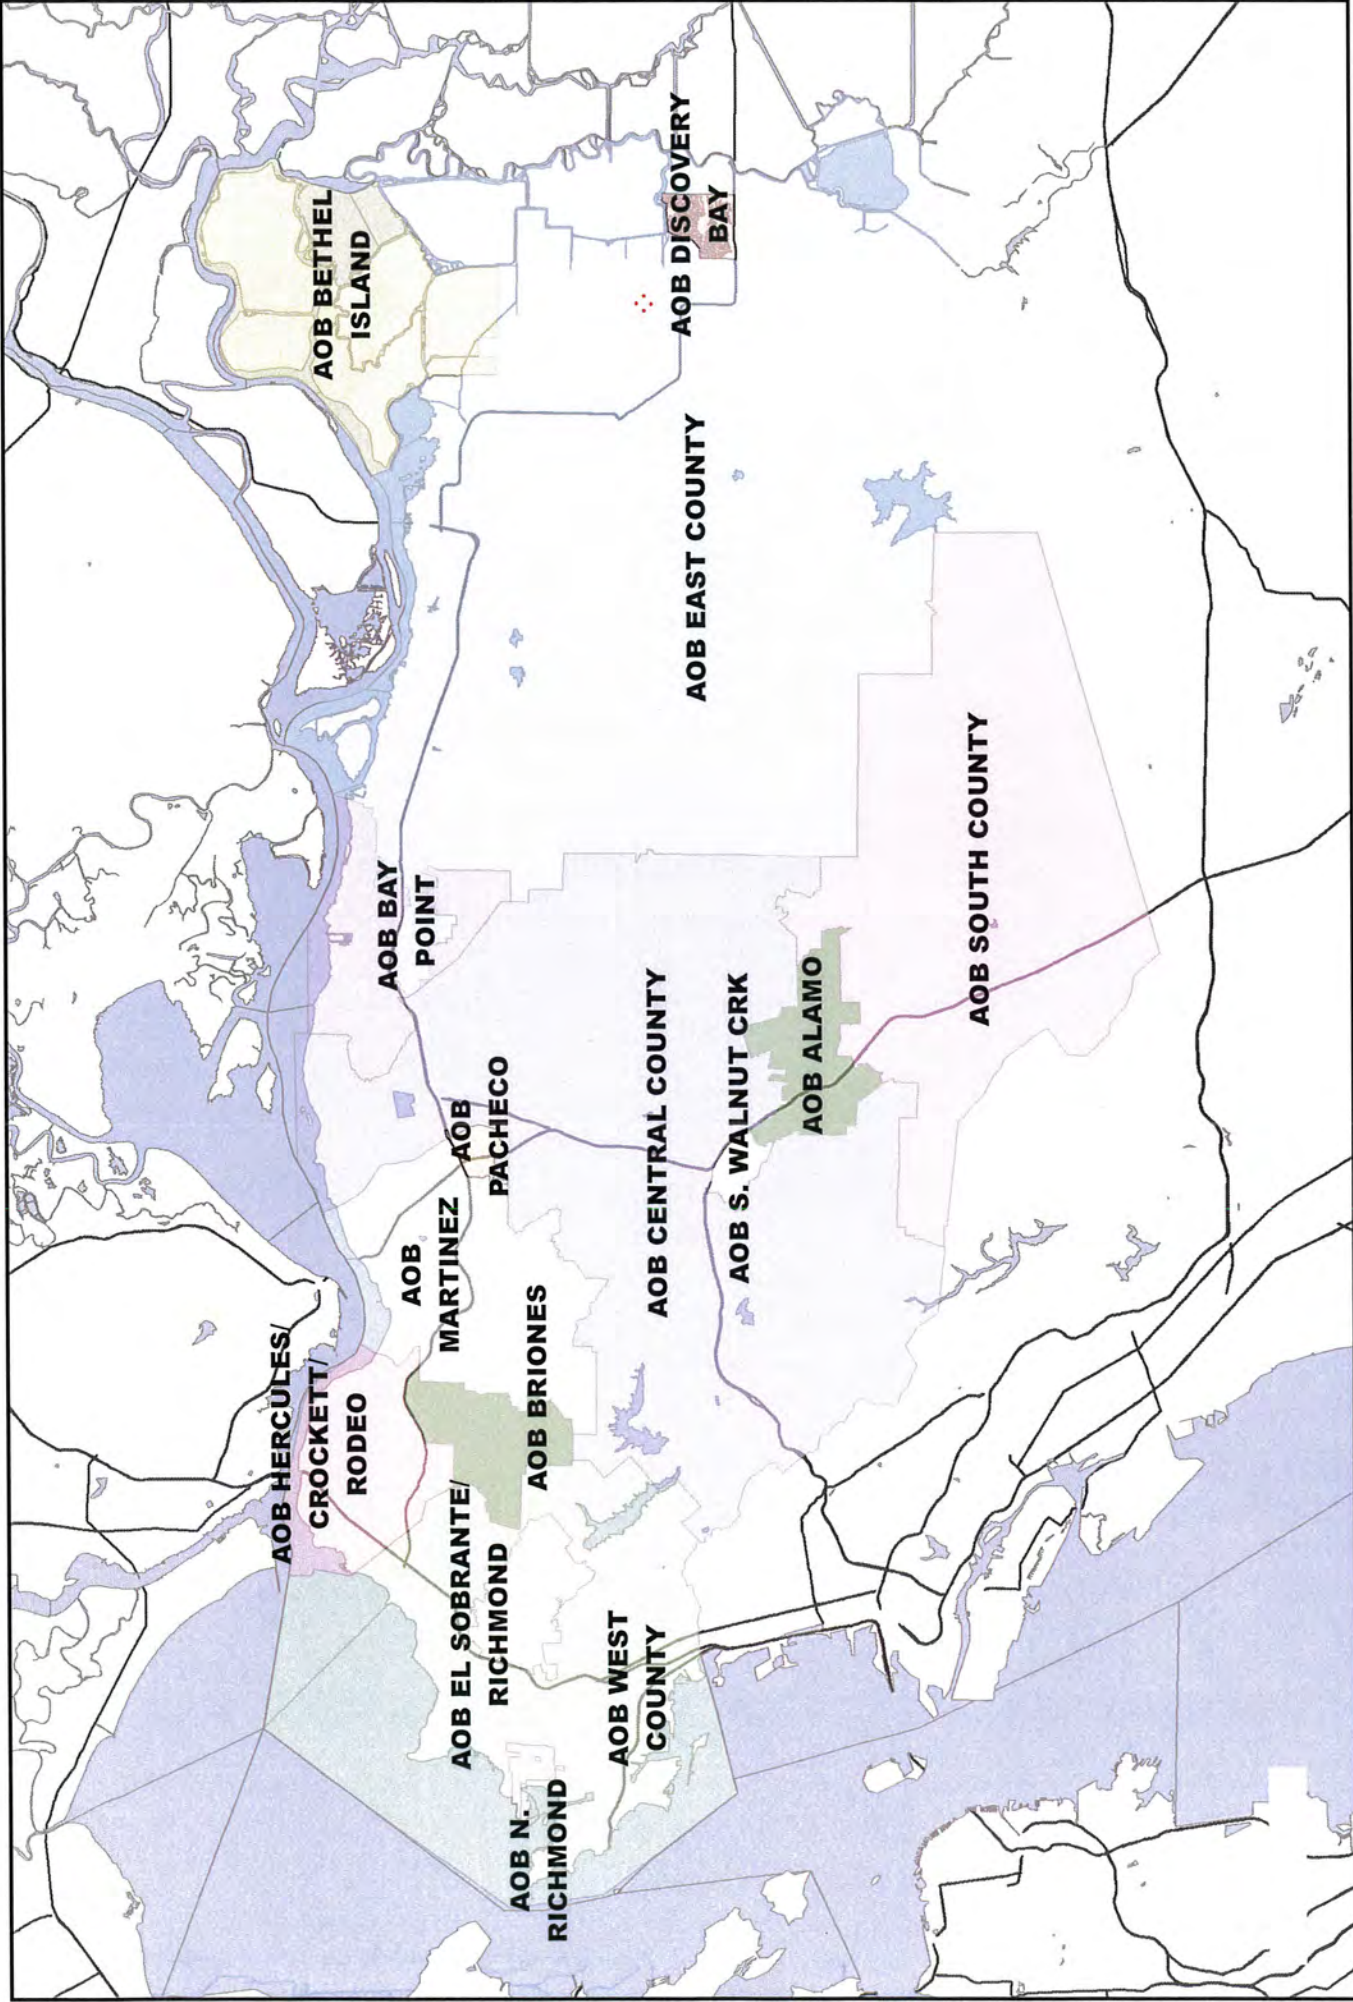 AOB HERCULES/
CROCKETT/
RODEO
AOB BETHEL
ISLAND
AOB BAY
POINT
AOB
MARTINEZ
AOB
PACHECO
AOB EL SOBRANTE/
RICHMOND
AOB BRIONES
AOB N.
RICHMOND
AOB WEST
COUNTY
AOB CENTRAL COUNTY
AOB EAST COUNTY
AOB DISCOVERY
BAY
AOB S. WALNUT CRK
AOB ALAMO
AOB SOUTH COUNTY